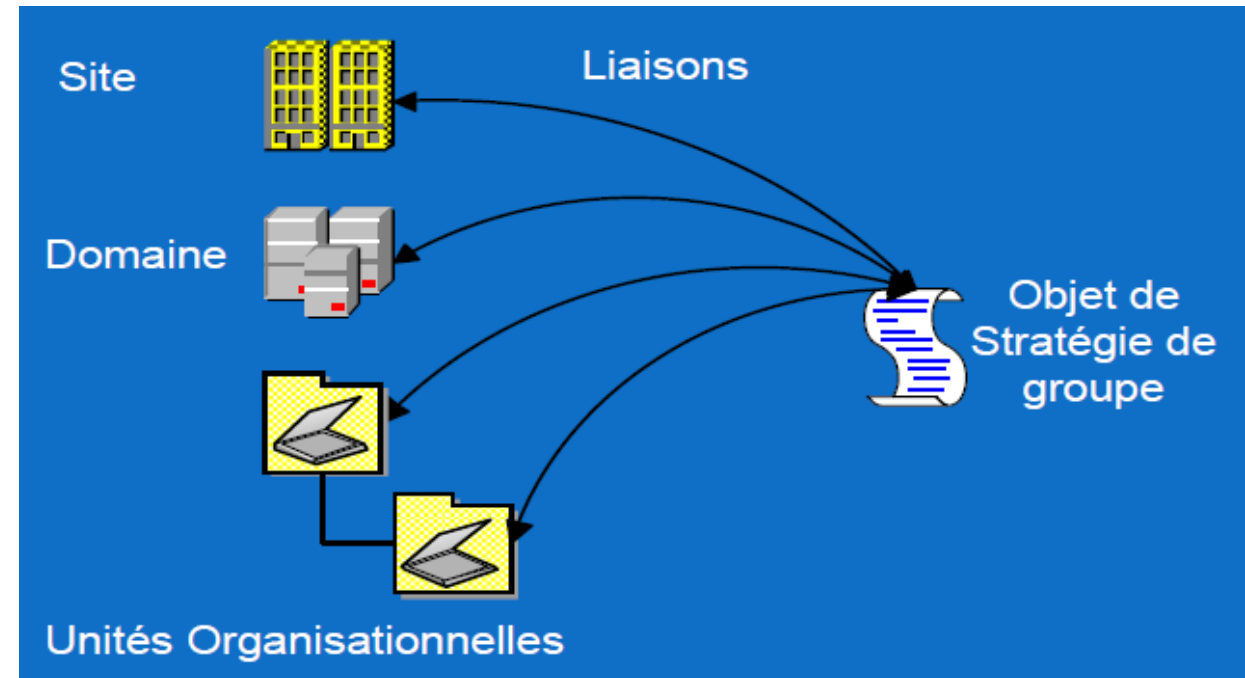 Site
Liaisons
Domaine
Objet de
Stratégie de
groupe
Unités Organisationnelles